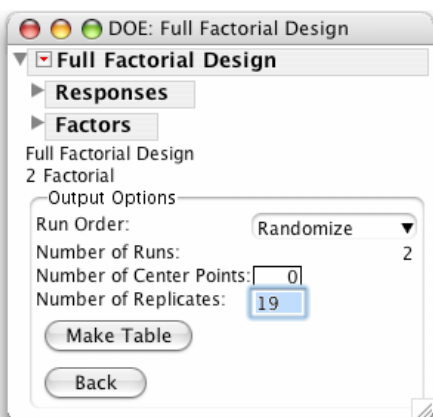 DOE: Full Factorial Design
Full Factorial Design
Responses
Factors
Full Factorial Design
2 Factorial
Output Options
Run Order: Randomize
Number of Runs: 2
Number of Center Points: 0
Number of Replicates: 19
Make Table
Back